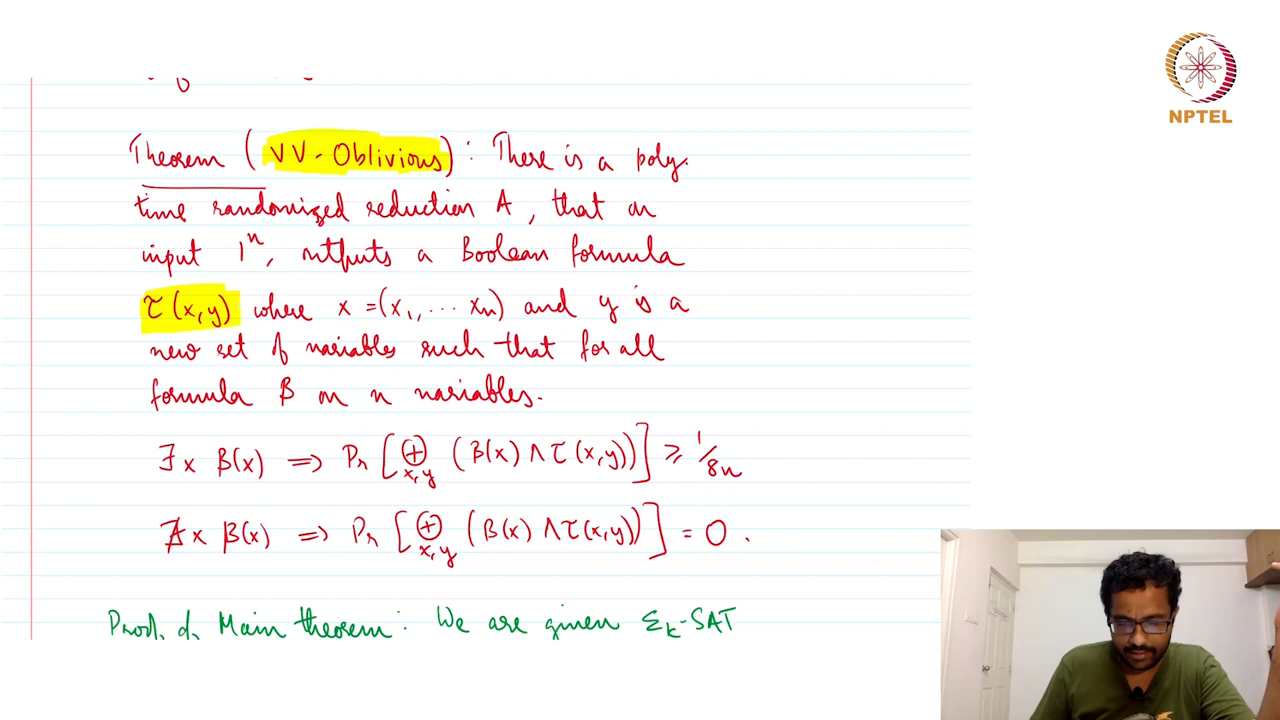 NPTEL
Theorem (VV-Oblivious): There is a poly.
time randomized reduction A, that on
input 1^n, outputs a Boolean formula
τ(x,y) where x=(x₁,...xₙ) and y is a
new set of variables such that for all
formula β on n variables.
∃x β(x) ⟹ Pr[⊕_{x,y} (β(x) ∧ τ(x,y))] ≥ 1/8n
∄x β(x) ⟹ Pr[⊕_{x,y} (β(x) ∧ τ(x,y))] = 0.
Proof of Main theorem: We are given Σₖ-SAT